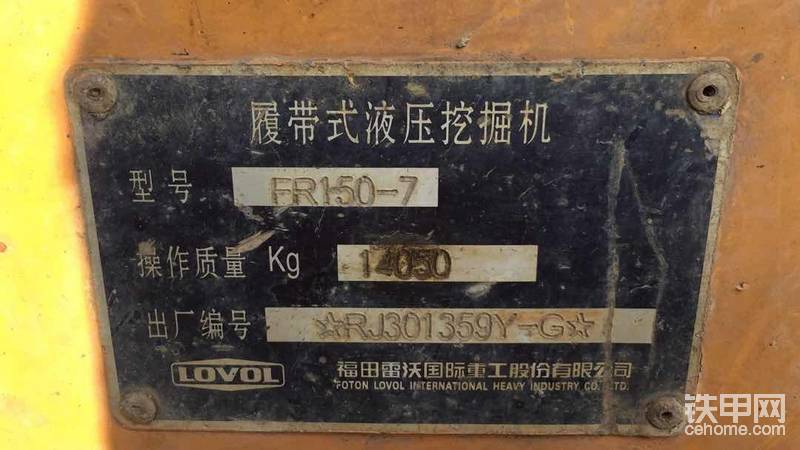 履带式液压挖掘机
型号 FR150-7
操作质量 Kg 14050
出厂编号 ☆RJ301359Y-G☆
LOVOL 福田雷沃国际重工股份有限公司
FOTON LOVOL INTERNATIONAL HEAVY INDUSTRY CO. LTD.
铁甲网
cehome.com